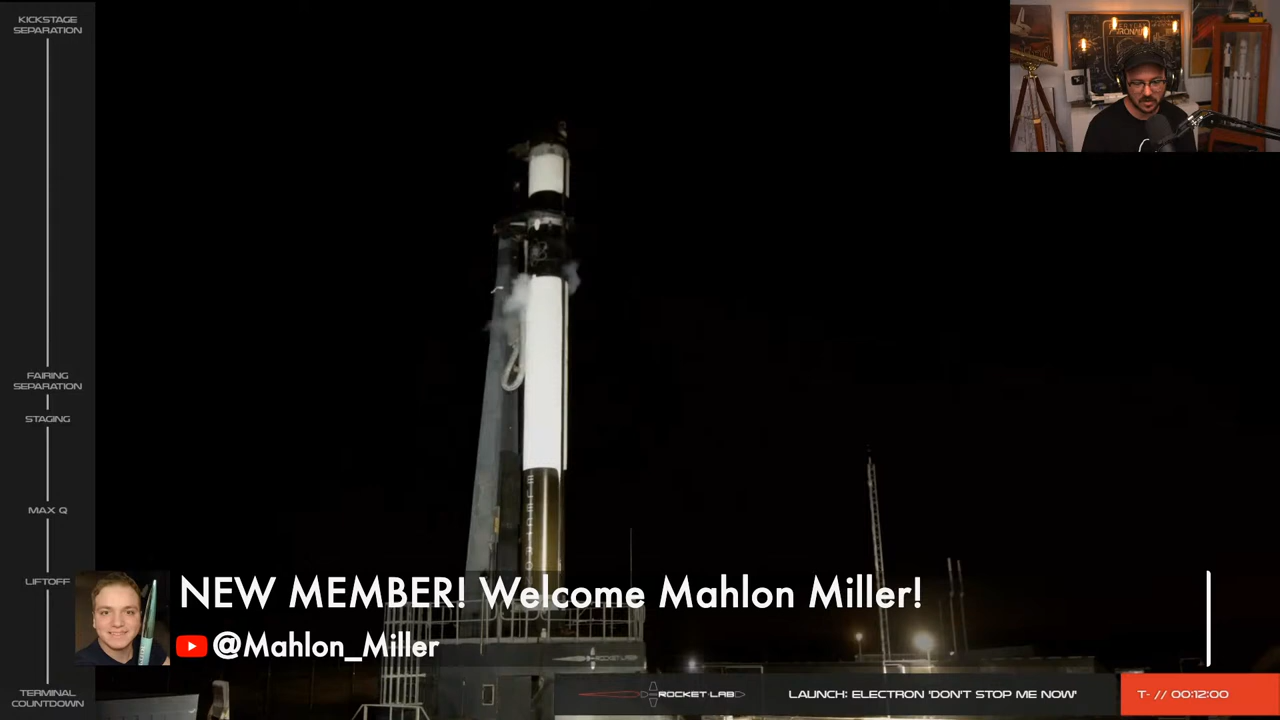 KICKSTAGE
SEPARATION
FAIRING
SEPARATION
STAGING
MAX Q
LIFTOFF
TERMINAL
COUNTDOWN
NEW MEMBER! Welcome Mahlon Miller!
@Mahlon_Miller
ROCKET LAB
LAUNCH: ELECTRON 'DON'T STOP ME NOW'
T- // 00:12:00